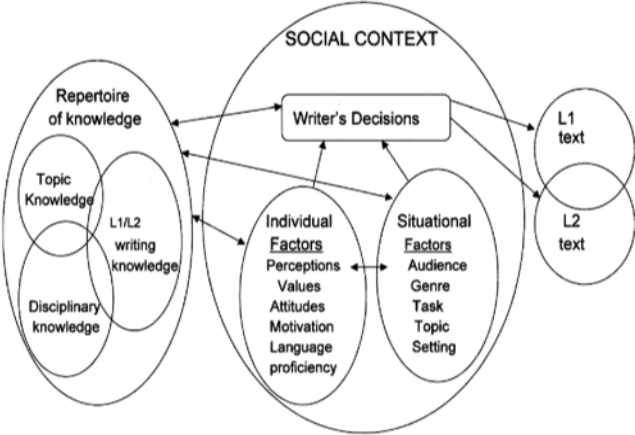 SOCIAL CONTEXT
Repertoire
of knowledge
Topic
Knowledge
L1/L2
writing
knowledge
Disciplinary
knowledge
Writer's Decisions
Individual
Factors
Perceptions
Values
Attitudes
Motivation
Language
proficiency
Situational
Factors
Audience
Genre
Task
Topic
Setting
L1
text
L2
text